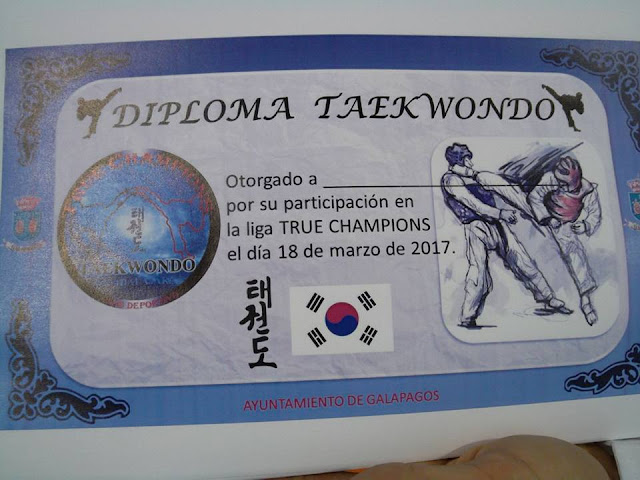 DIPLOMA TAEKWONDO
Otorgado a
por su participación en
la liga TRUE CHAMPIONS
el día 18 de marzo de 2017.
태권도
TAEKWONDO
태권도
AYUNTAMIENTO DE GALAPAGOS